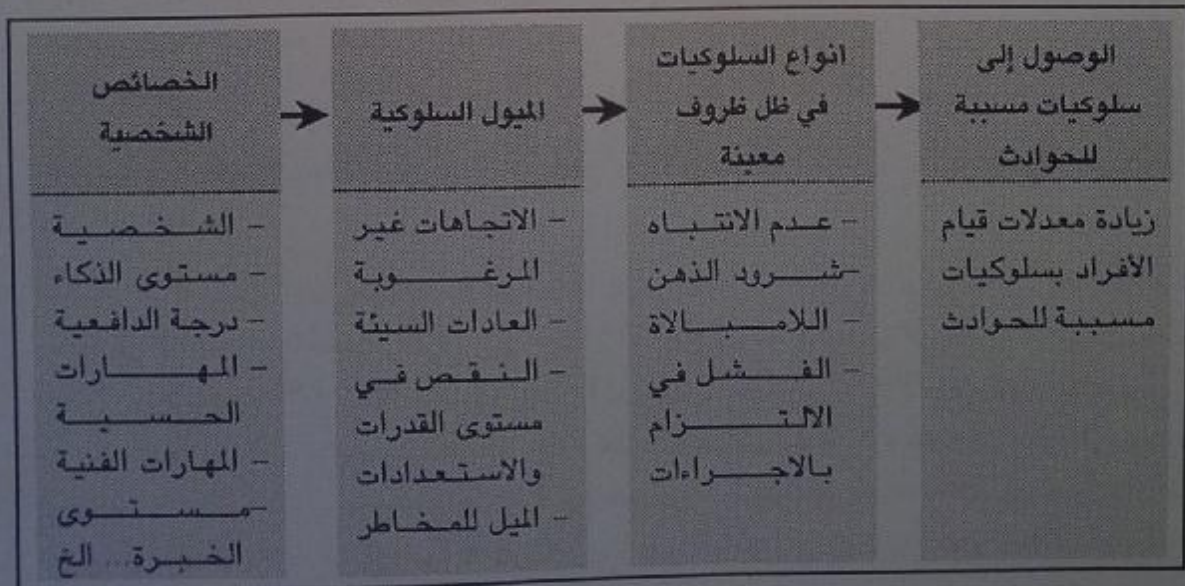 الخصائص
الشخصية
– الشخصية
– مستوى الذكاء
– درجة الدافعية
– المهارات
الحسية
– المهارات الفنية
–مستوى
الخبرة... الخ
الميول السلوكية
– الاتجاهات غير
المرغوبة
– العادات السيئة
– النقص في
مستوى القدرات
والاستعدادات
– الميل للمخاطر
انواع السلوكيات
في ظل ظروف
معينة
– عدم الانتباه
–شرود الذهن
– اللامبالاة
– الفشل في
الالتزام
بالاجراءات
الوصول إلى
سلوكيات مسببة
للحوادث
زيادة معدلات قيام
الأفراد بسلوكيات
مسببة للحوادث